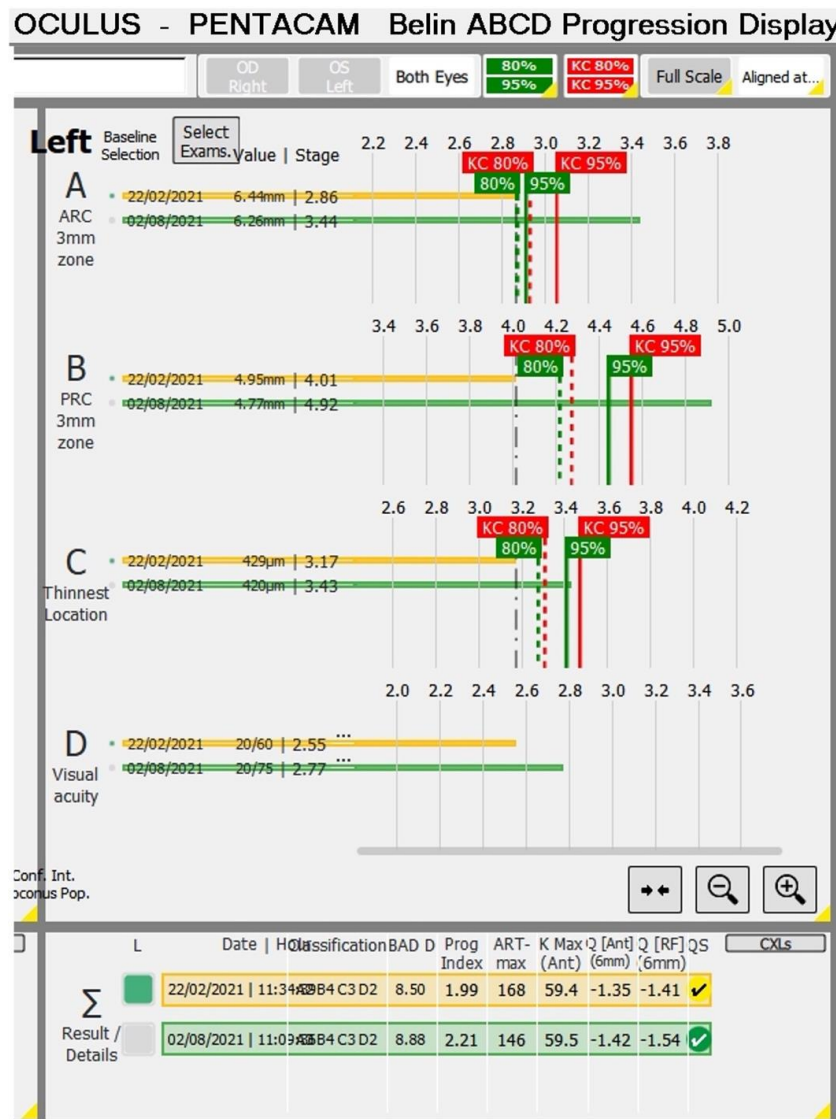 OCULUS - PENTACAM Belin ABCD Progression Display
OD Right OS Left Both Eyes 80% 95% KC 80% KC 95% Full Scale Aligned at...
Left Baseline Selection Select Exams. Value | Stage
2.2 2.4 2.6 2.8 3.0 3.2 3.4 3.6 3.8
KC 80% KC 95%
80% 95%
A
22/02/2021 6.44mm | 2.86
02/08/2021 6.26mm | 3.44
ARC
3mm
zone
3.4 3.6 3.8 4.0 4.2 4.4 4.6 4.8 5.0
KC 80% KC 95%
80% 95%
B
22/02/2021 4.95mm | 4.01
02/08/2021 4.77mm | 4.92
PRC
3mm
zone
2.6 2.8 3.0 3.2 3.4 3.6 3.8 4.0 4.2
KC 80% KC 95%
80% 95%
C
22/02/2021 429µm | 3.17
02/08/2021 420µm | 3.43
Thinnest
Location
2.0 2.2 2.4 2.6 2.8 3.0 3.2 3.4 3.6
D
22/02/2021 20/60 | 2.55 ...
02/08/2021 20/75 | 2.77 ...
Visual
acuity
Conf. Int.
oconus Pop.
L Date | Classification BAD D Prog Index ART-max K Max (Ant) Q [Ant] (6mm) Q [RF] (6mm) QS CXLs
Σ
Result /
Details
22/02/2021 | 11:34 B4 C3 D2 8.50 1.99 168 59.4 -1.35 -1.41
02/08/2021 | 11:09 B4 C3 D2 8.88 2.21 146 59.5 -1.42 -1.54